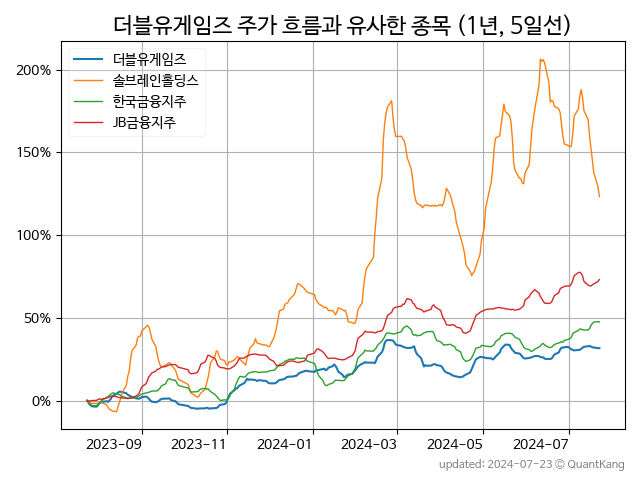 더블유게임즈 주가 흐름과 유사한 종목 (1년, 5일선)
더블유게임즈
솔브레인홀딩스
한국금융지주
JB금융지주
200%
150%
100%
50%
0%
2023-09 2023-11 2024-01 2024-03 2024-05 2024-07
updated: 2024-07-23 © QuantKang